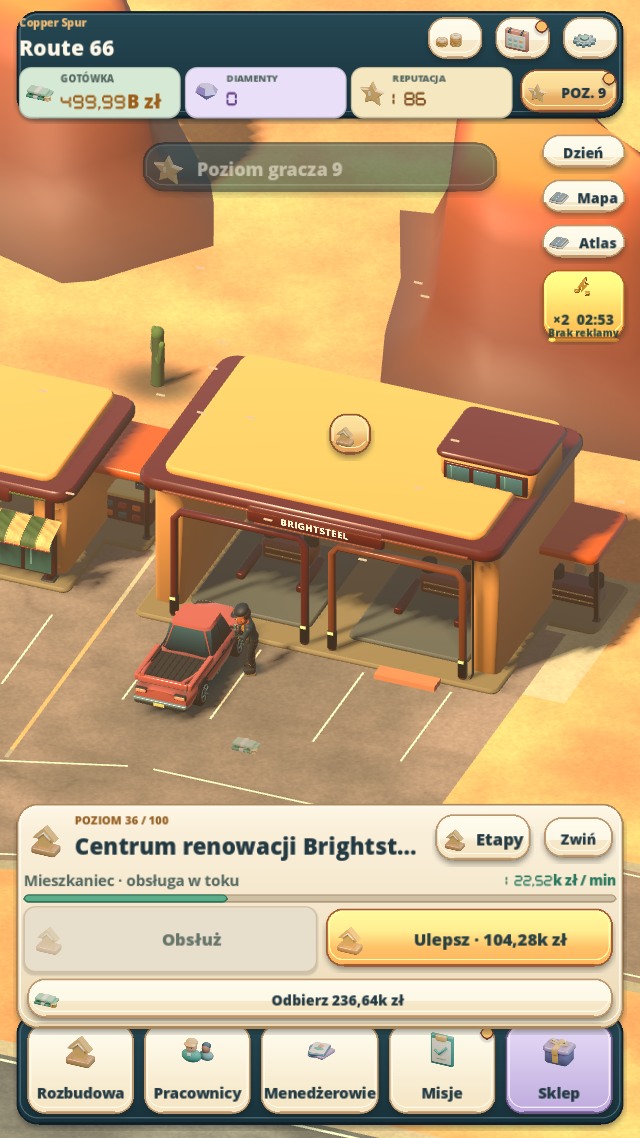 Copper Spur
Route 66
GOTÓWKA
499,99B zł
DIAMENTY
0
REPUTACJA
186
POZ. 9
Poziom gracza 9
Dzień
Mapa
Atlas
×2 02:53
Brak reklamy
BRIGHTSTEEL
POZIOM 36 / 100
Centrum renowacji Brightst...
Etapy
Zwiń
Mieszkaniec · obsługa w toku
122,52k zł / min
Obsłuż
Ulepsz · 104,28k zł
Odbierz 236,64k zł
Rozbudowa
Pracownicy
Menedżerowie
Misje
Sklep